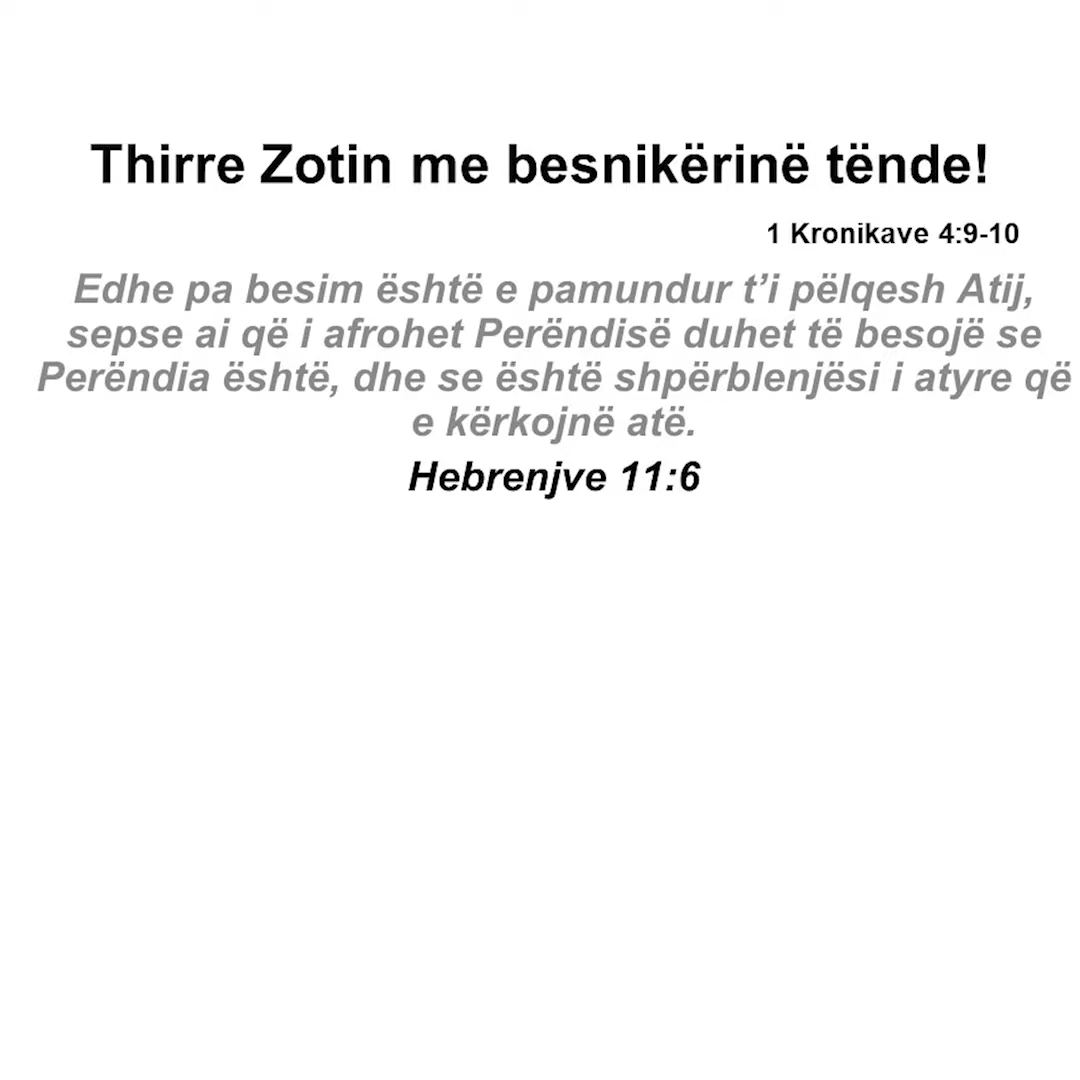 Thirre Zotin me besnikërinë tënde!
1 Kronikave 4:9-10
Edhe pa besim është e pamundur t’i pëlqesh Atij,
sepse ai që i afrohet Perëndisë duhet të besojë se
Perëndia është, dhe se është shpërblenjësi i atyre që
e kërkojnë atë.
Hebrenjve 11:6